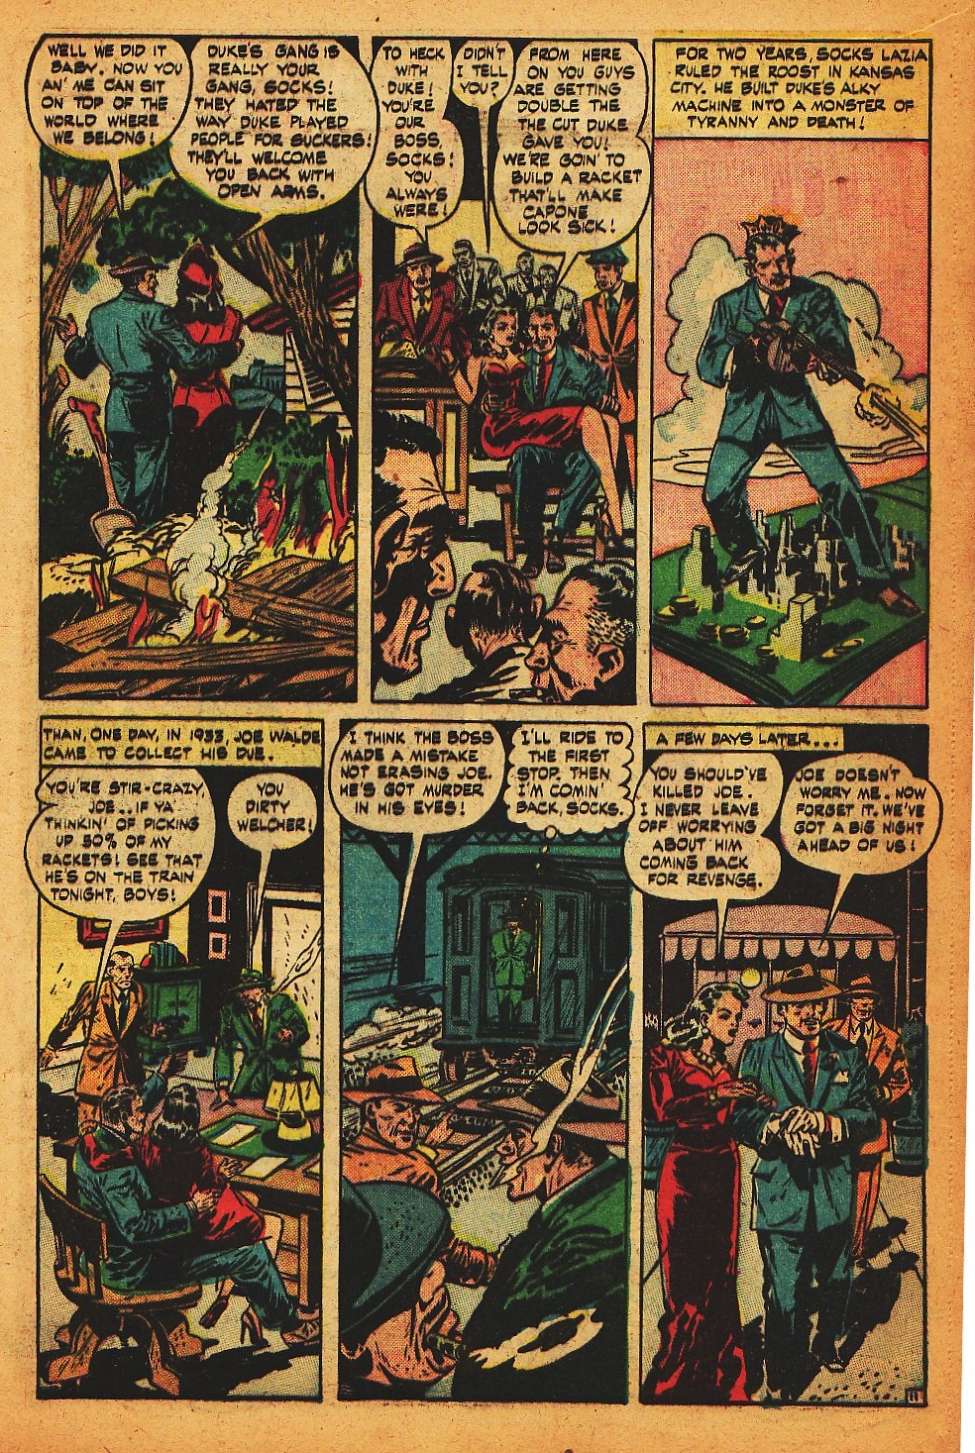 WELL WE DID IT
BABY. NOW YOU
AN' ME CAN SIT
ON TOP OF THE
WORLD WHERE
WE BELONG!
DUKE'S GANG IS
REALLY YOUR
GANG, SOCKS!
THEY HATED THE
WAY DUKE PLAYED
PEOPLE FOR SUCKERS!
THEY'LL WELCOME
YOU BACK WITH
OPEN ARMS.
TO HECK
WITH
DUKE!
YOU'RE
OUR
BOSS,
SOCKS!
YOU
ALWAYS
WERE!
DIDN'T
I TELL
YOU?
FROM HERE
ON YOU GUYS
ARE GETTING
DOUBLE THE
THE CUT DUKE
GAVE YOU!
WE'RE GOIN' TO
BUILD A RACKET
THAT'LL MAKE
CAPONE
LOOK SICK!
FOR TWO YEARS, SOCKS LAZIA
RULED THE ROOST IN KANSAS
CITY. HE BUILT DUKE'S ALKY
MACHINE INTO A MONSTER OF
TYRANNY AND DEATH!
THAN, ONE DAY, IN 1933, JOE WALDE
CAME TO COLLECT HIS DUE.
YOU'RE STIR-CRAZY,
JOE.. IF YA
THINKIN' OF PICKING
UP 50% OF MY
RACKETS! SEE THAT
HE'S ON THE TRAIN
TONIGHT, BOYS!
YOU
DIRTY
WELCHER!
I THINK THE BOSS
MADE A MISTAKE
NOT ERASING JOE.
HE'S GOT MURDER
IN HIS EYES!
I'LL RIDE TO
THE FIRST
STOP. THEN
I'M COMIN'
BACK, SOCKS.
A FEW DAYS LATER...
YOU SHOULD'VE
KILLED JOE.
I NEVER LEAVE
OFF WORRYING
ABOUT HIM
COMING BACK
FOR REVENGE.
JOE DOESN'T
WORRY ME. NOW
FORGET IT. WE'VE
GOT A BIG NIGHT
AHEAD OF US!
11